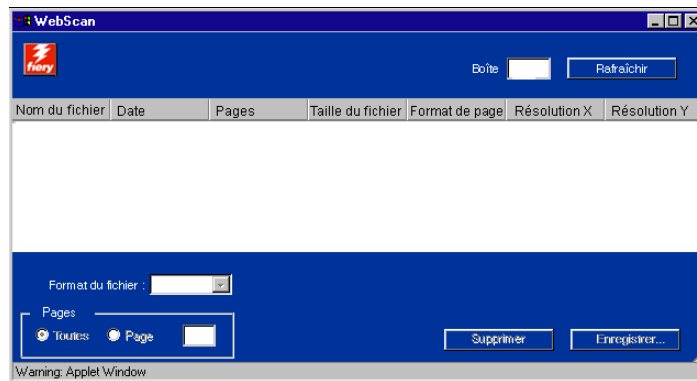 WebScan
fiery
Boîte
Rafraîchir
Nom du fichier Date Pages Taille du fichier Format de page Résolution X Résolution Y
Format du fichier :
Pages
Toutes Page
Supprimer Enregistrer...
Warning: Applet Window